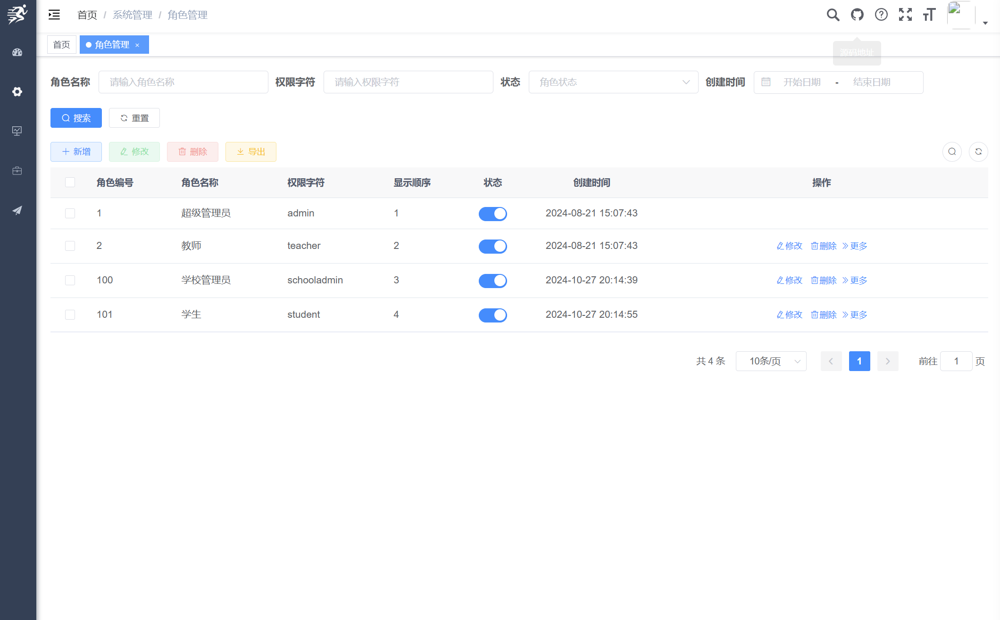 首页 / 系统管理 / 角色管理
首页
角色管理 ×
源码地址
角色名称 请输入角色名称 权限字符 请输入权限字符 状态 角色状态 创建时间 开始日期 - 结束日期
搜索 重置
新增 修改 删除 导出
角色编号 角色名称 权限字符 显示顺序 状态 创建时间 操作
1 超级管理员 admin 1 2024-08-21 15:07:43
2 教师 teacher 2 2024-08-21 15:07:43 修改 删除 更多
100 学校管理员 schooladmin 3 2024-10-27 20:14:39 修改 删除 更多
101 学生 student 4 2024-10-27 20:14:55 修改 删除 更多
共 4 条 10条/页 1 前往 1 页